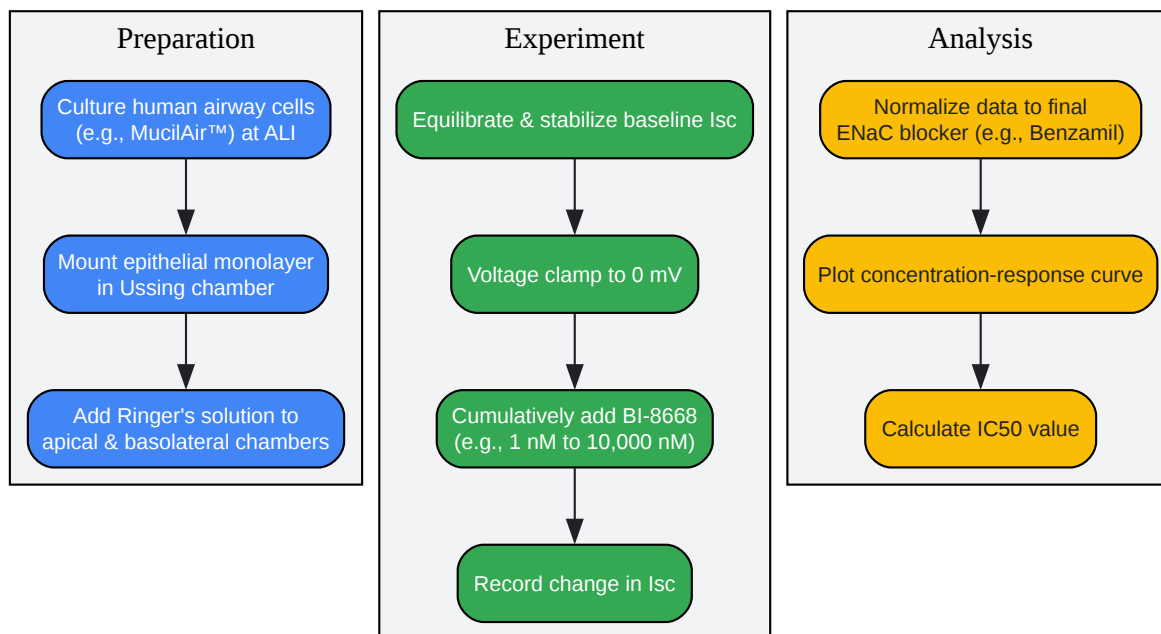 Preparation
Culture human airway cells
(e.g., MucilAir™) at ALI
Mount epithelial monolayer
in Ussing chamber
Add Ringer's solution to
apical & basolateral chambers
Experiment
Equilibrate & stabilize baseline Isc
Voltage clamp to 0 mV
Cumulatively add BI-8668
(e.g., 1 nM to 10,000 nM)
Record change in Isc
Analysis
Normalize data to final
ENaC blocker (e.g., Benzamil)
Plot concentration-response curve
Calculate IC50 value